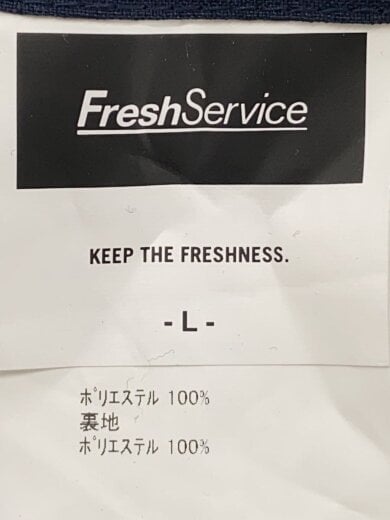 FreshService
KEEP THE FRESHNESS.
- L -
ﾎﾟﾘｴｽﾃﾙ 100%
裏地
ﾎﾟﾘｴｽﾃﾙ 100%